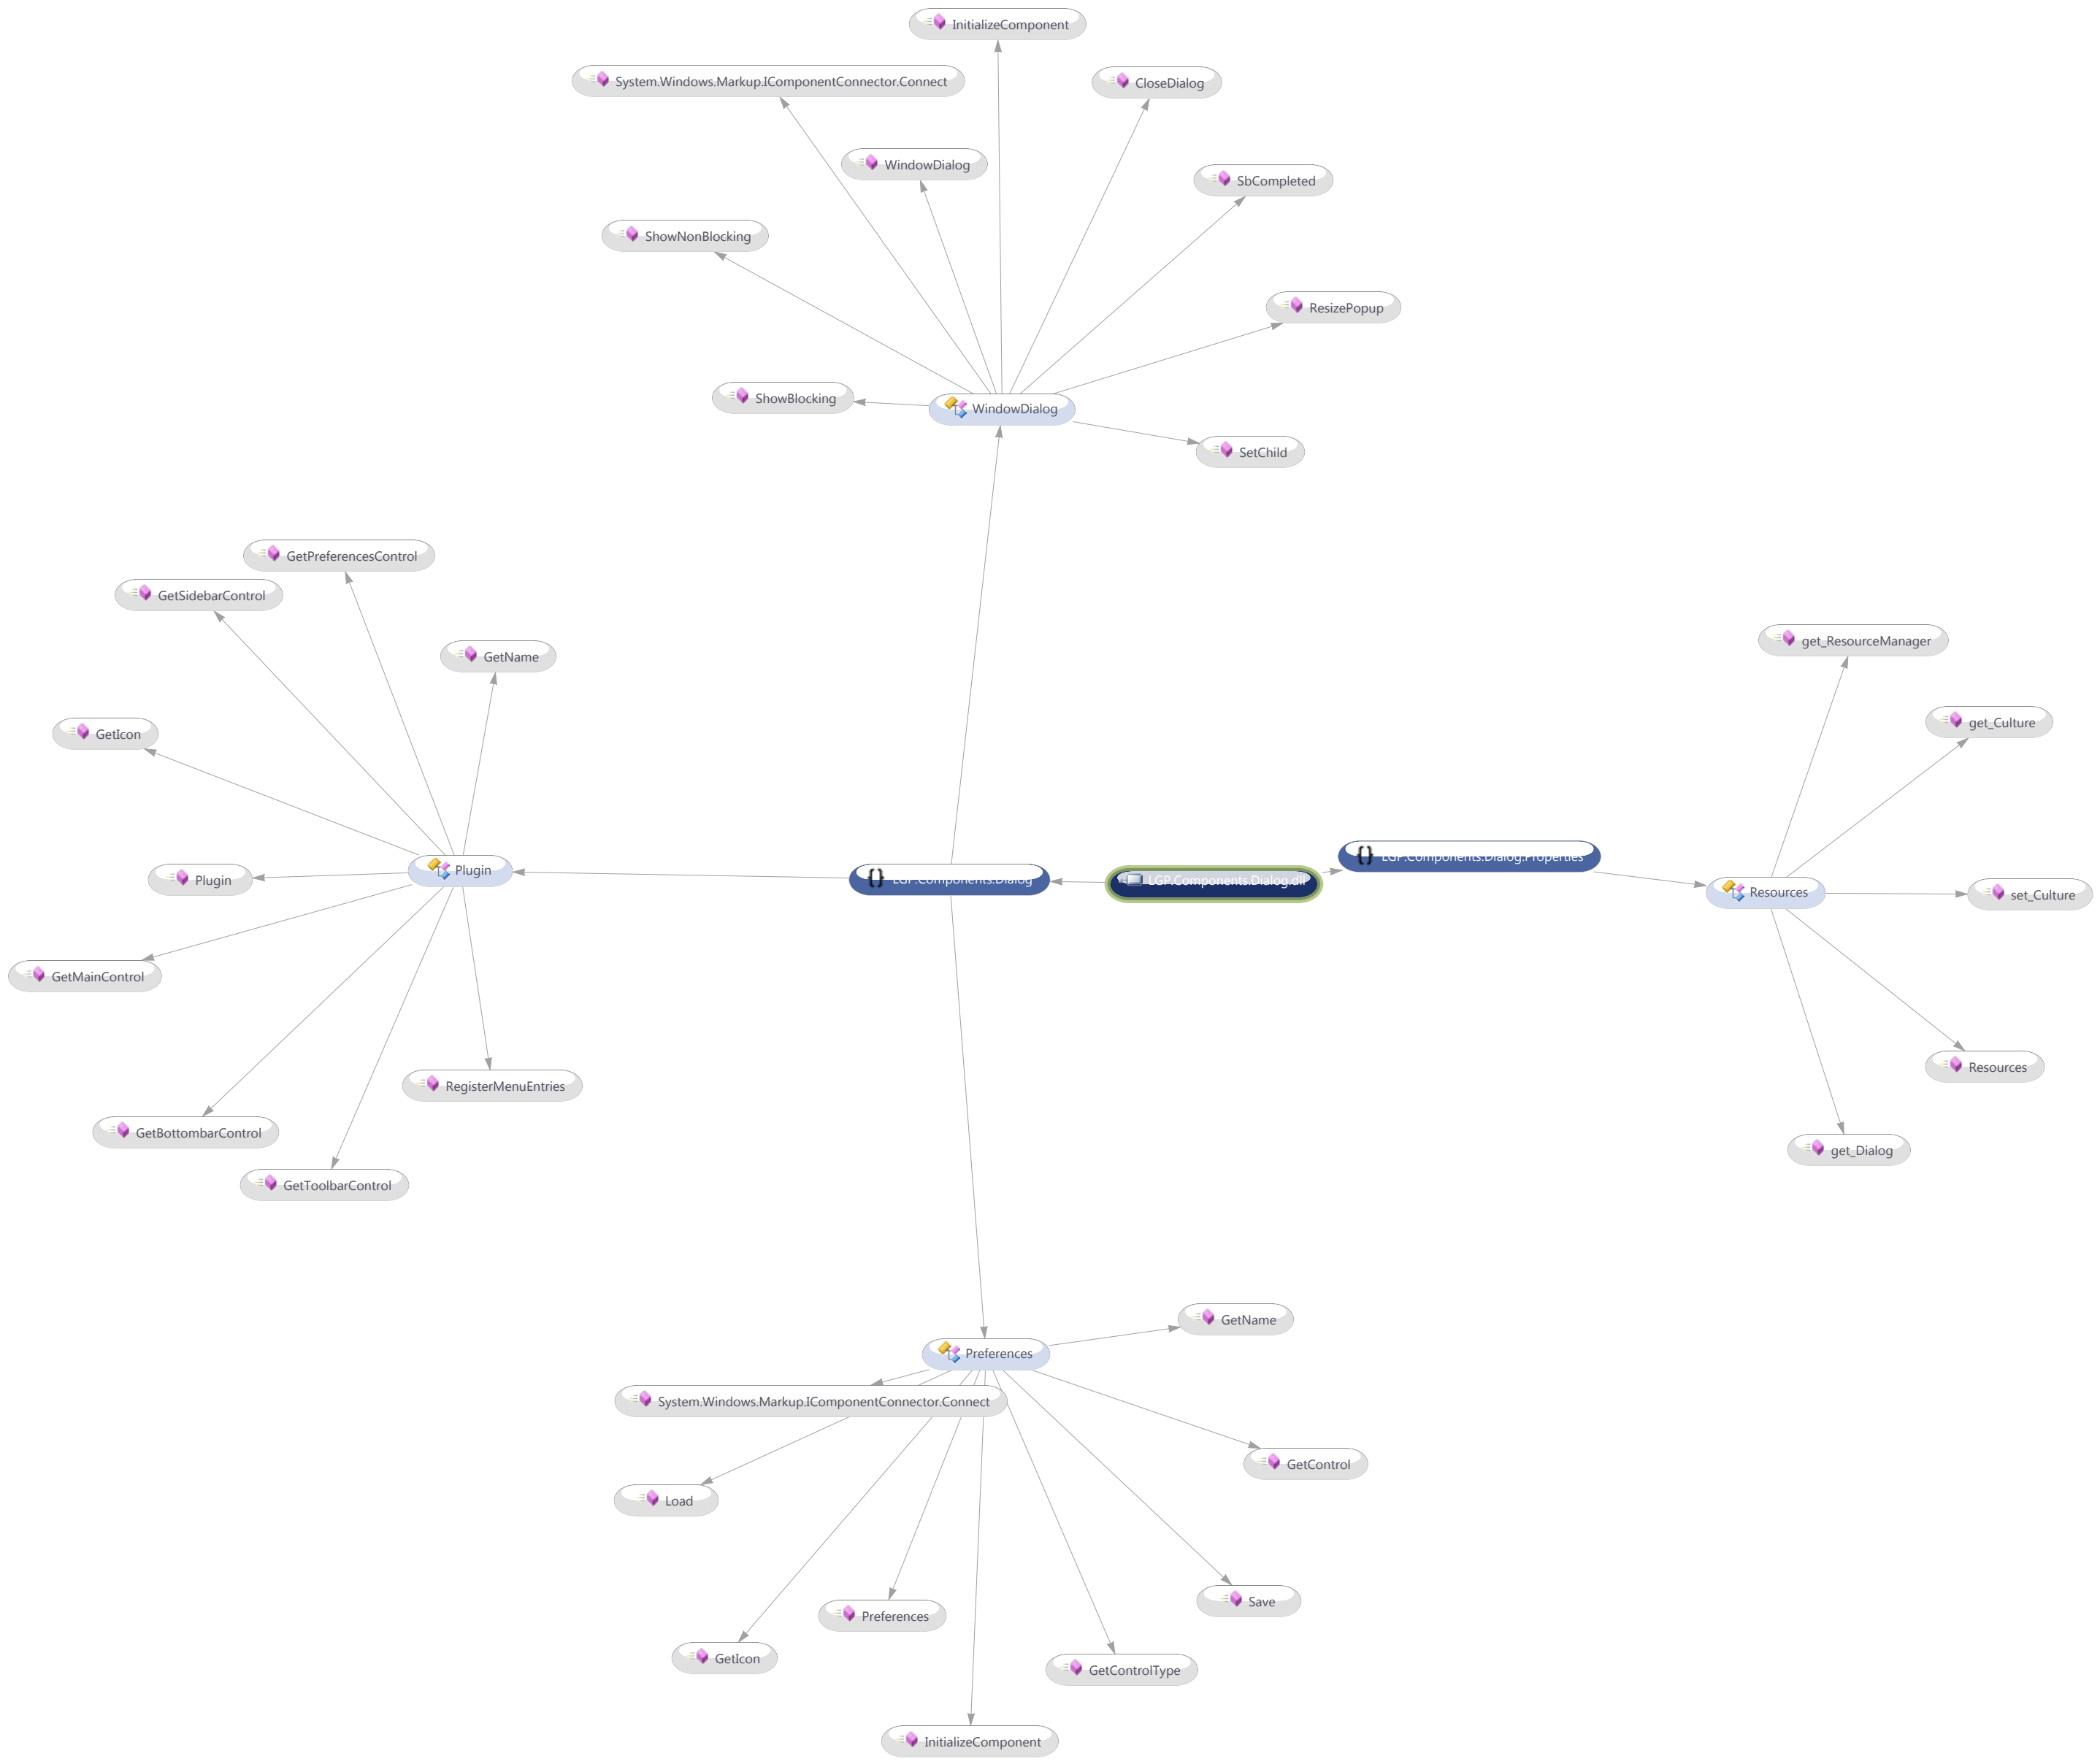 InitializeComponent
System.Windows.Markup.IComponentConnector.Connect
CloseDialog
WindowDialog
SbCompleted
ShowNonBlocking
ResizePopup
ShowBlocking
WindowDialog
SetChild
GetPreferencesControl
GetSidebarControl
GetName
get_ResourceManager
get_Culture
GetIcon
LGP.Components.Dialog.Properties
Plugin
Plugin
LGP.Components.Dialog
{}
LGP.Components.Dialog.dll
{}
Resources
set_Culture
GetMainControl
Resources
RegisterMenuEntries
GetBottombarControl
get_Dialog
GetToolbarControl
GetName
Preferences
System.Windows.Markup.IComponentConnector.Connect
GetControl
Load
Save
Preferences
GetIcon
GetControlType
InitializeComponent